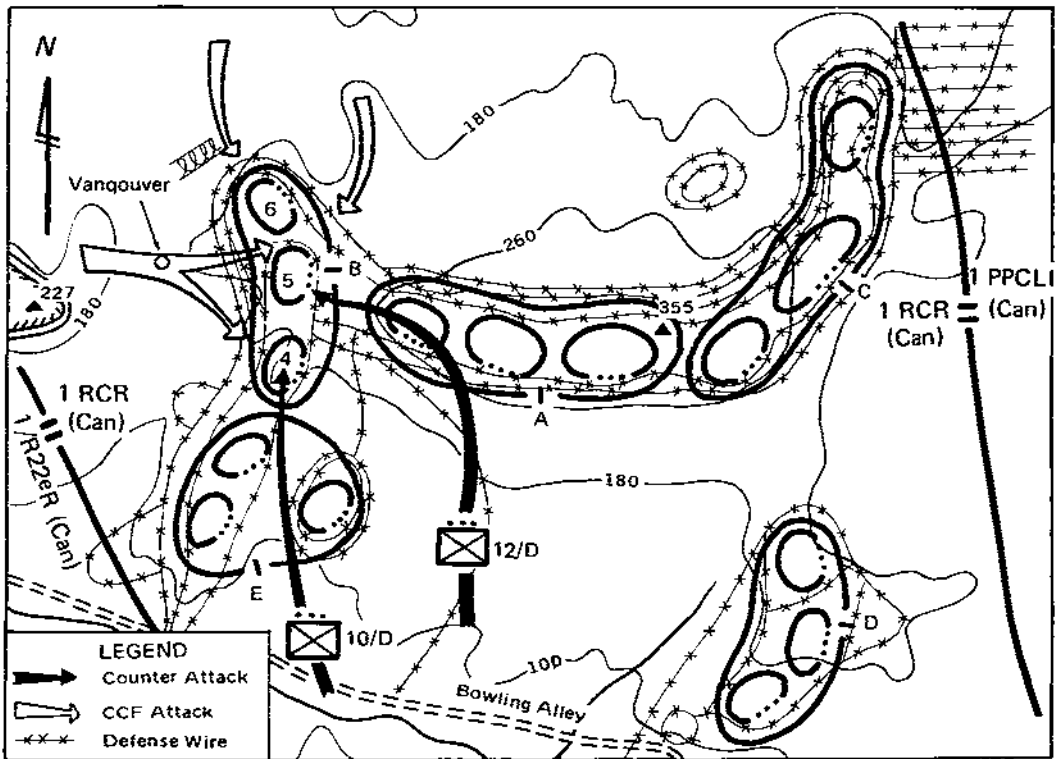 N
180
Vanqouver
6
260
5
B
227
180
355
C
1 PPCLI
(Can)
1 RCR
(Can)
4
1 RCR
(Can)
1 R22eR (Can)
A
180
12/D
E
10/D
D
100
Bowling Alley
LEGEND
Counter Attack
CCF Attack
Defense Wire